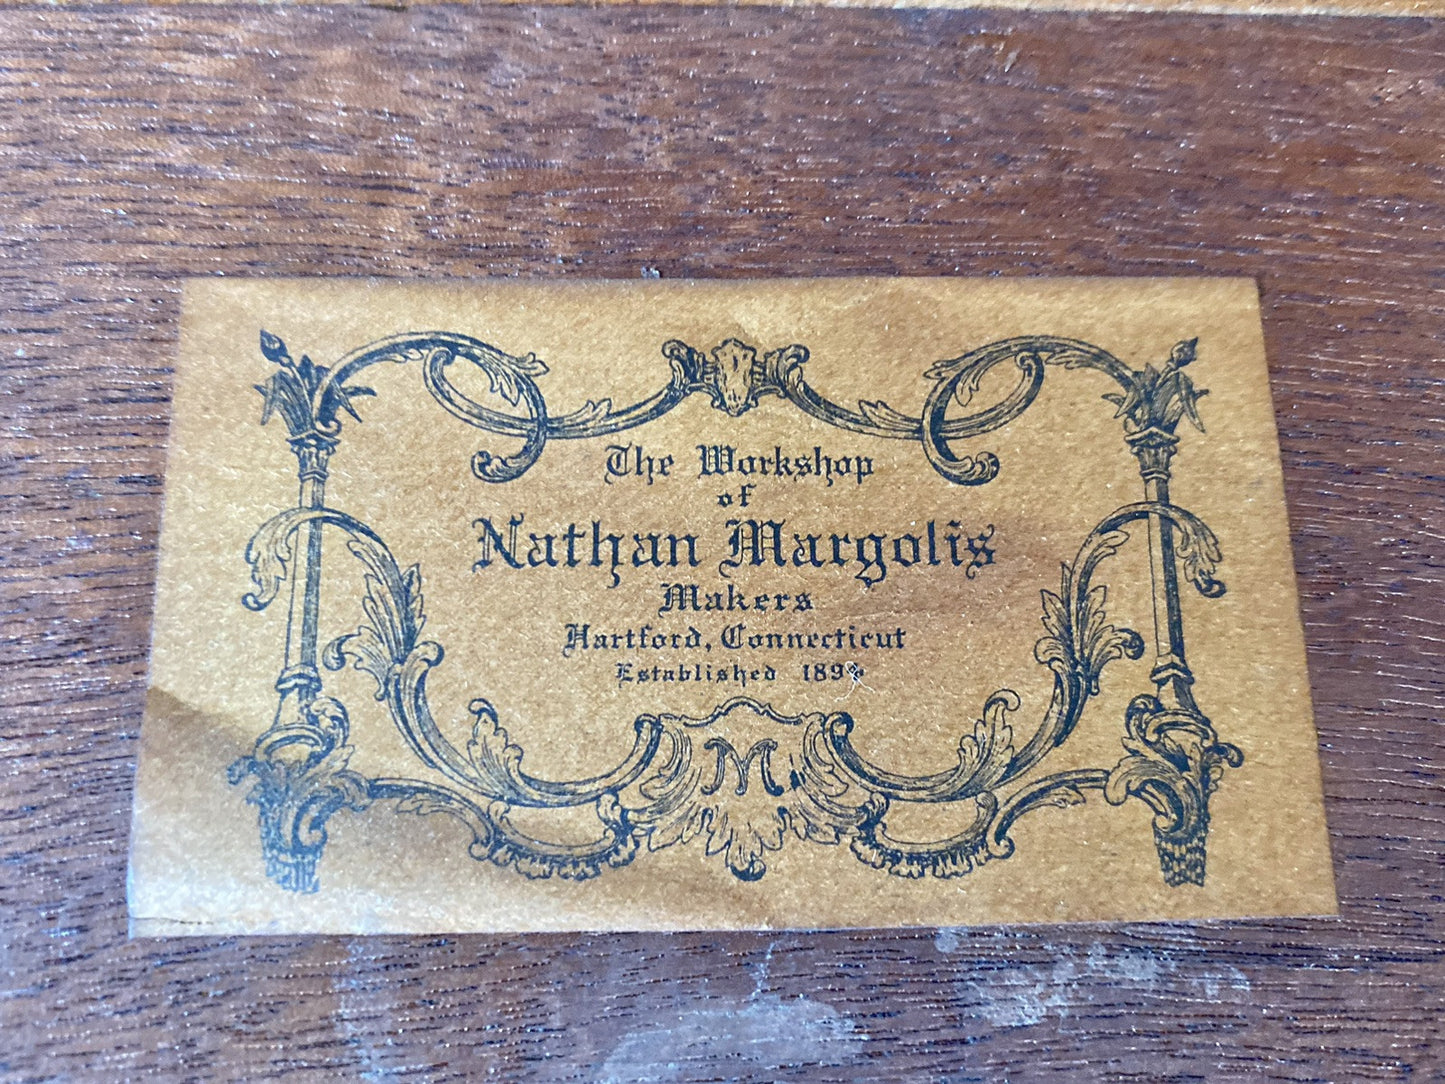 The Workshop
of
Nathan Margolis
Makers
Hartford, Connecticut
Established
M